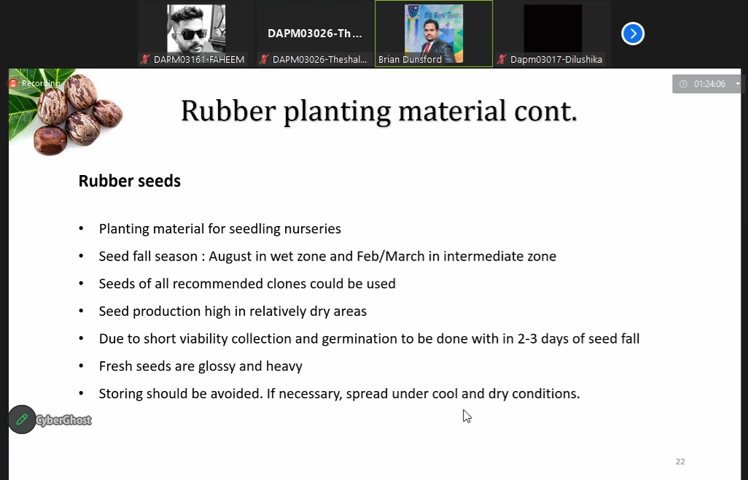 DAPM03026-Th...
DARM03161-FAHEEM
DAPM03026-Theshal...
Brian Dunsford
Dapm03017-Dilushika
Recording
01:24:06
Rubber planting material cont.
Rubber seeds
• Planting material for seedling nurseries
• Seed fall season : August in wet zone and Feb/March in intermediate zone
• Seeds of all recommended clones could be used
• Seed production high in relatively dry areas
• Due to short viability collection and germination to be done with in 2-3 days of seed fall
• Fresh seeds are glossy and heavy
• Storing should be avoided. If necessary, spread under cool and dry conditions.
CyberGhost
22